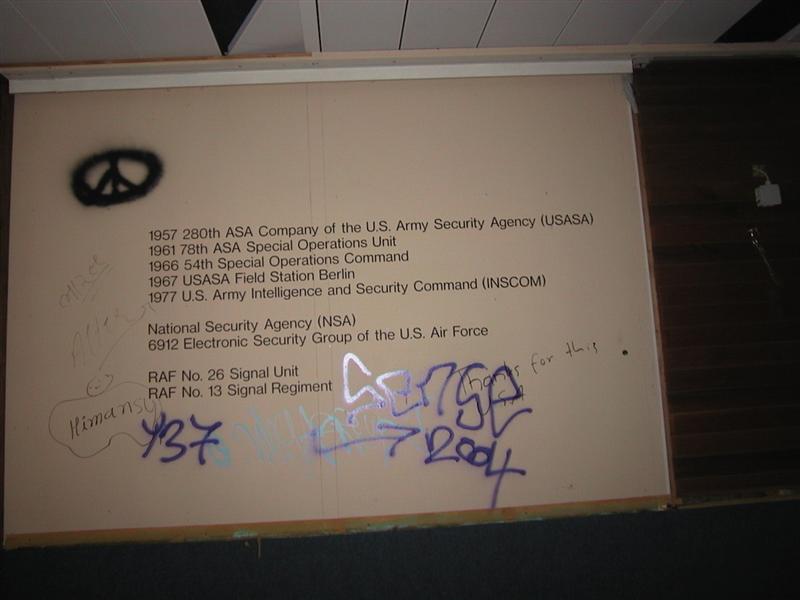 1957 280th ASA Company of the U.S. Army Security Agency (USASA)
1961 78th ASA Special Operations Unit
1966 54th Special Operations Command
1967 USASA Field Station Berlin
1977 U.S. Army Intelligence and Security Command (INSCOM)
National Security Agency (NSA)
6912 Electronic Security Group of the U.S. Air Force
RAF No. 26 Signal Unit
RAF No. 13 Signal Regiment
Thanks for this
Himansu
137
2004